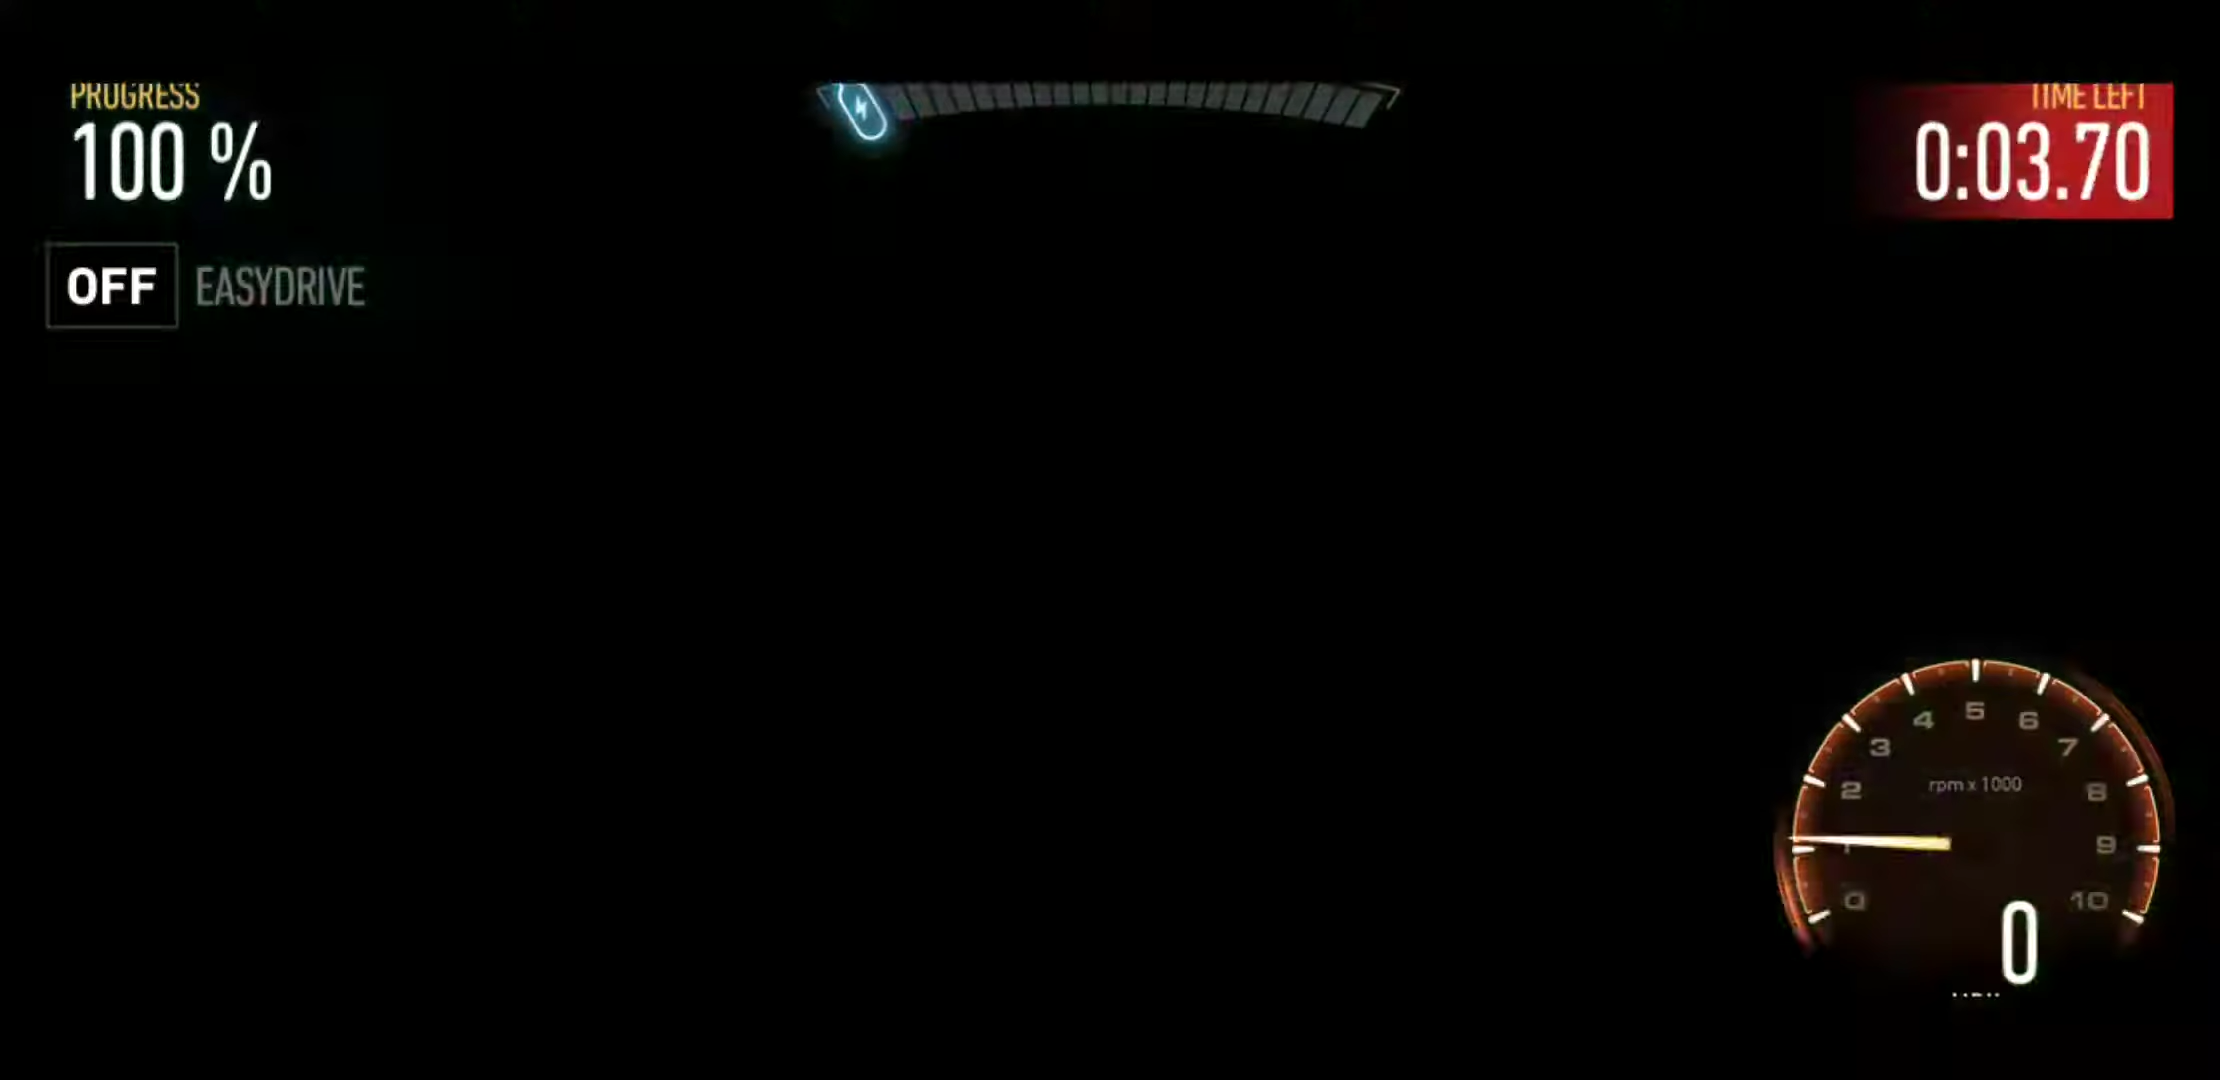 PROGRESS
100 %
TIME LEFT
0:03.70
OFF EASYDRIVE
0 1 2 3 4 5 6 7 8 9 10
rpm x 1000
0